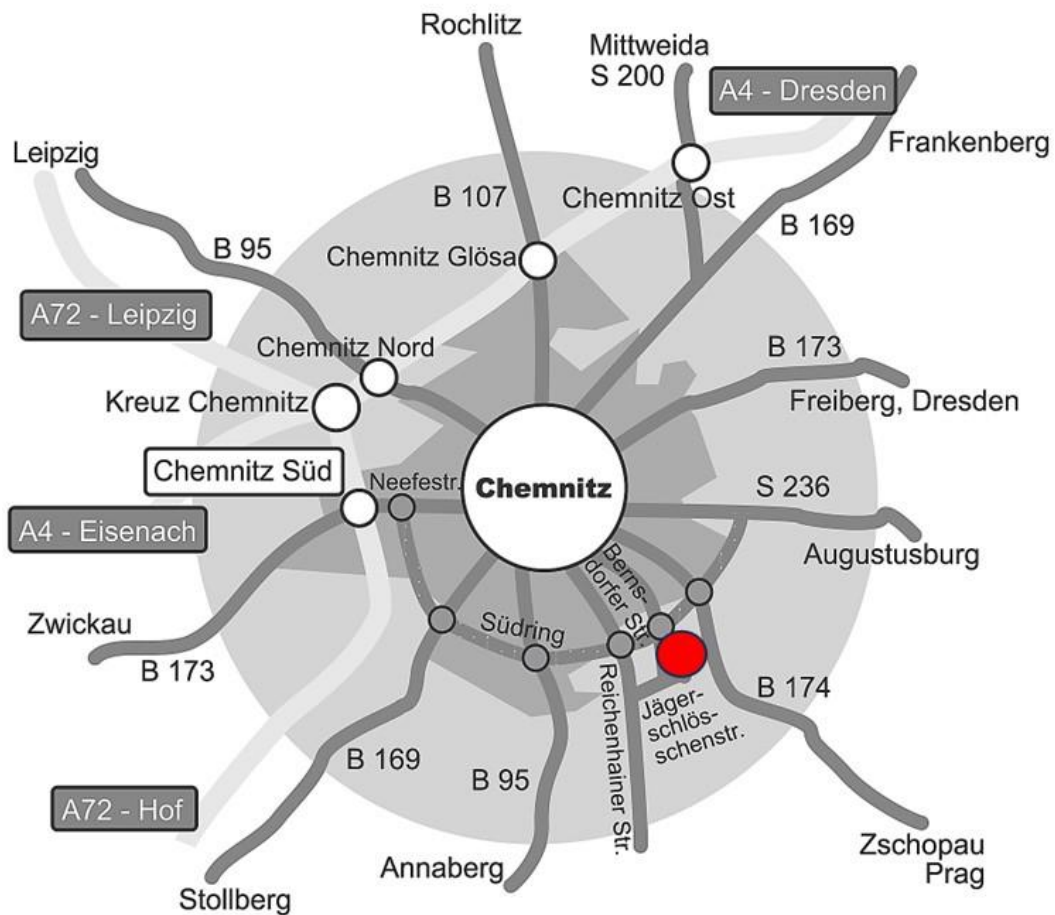 Rochlitz
Mittweida
S 200
A4 - Dresden
Frankenberg
Leipzig
B 107
Chemnitz Ost
B 169
B 95
Chemnitz Glösa
A72 - Leipzig
Chemnitz Nord
B 173
Kreuz Chemnitz
Freiberg, Dresden
Chemnitz Süd
Neefestr.
Chemnitz
S 236
A4 - Eisenach
Augustusburg
Berns-
dorfer Str.
Zwickau
Südring
B 173
B 174
Reichenhainer Str.
Jäger-
schlös-
schenstr.
B 169
B 95
A72 - Hof
Annaberg
Zschopau
Prag
Stollberg